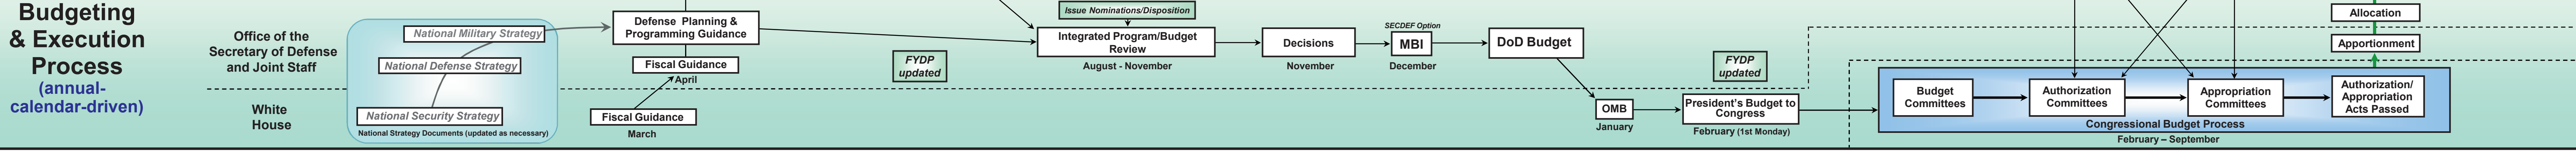 Budgeting
& Execution
Process
(annual-
calendar-driven)
Office of the
Secretary of Defense
and Joint Staff
White
House
National Military Strategy
National Defense Strategy
National Security Strategy
National Strategy Documents (updated as necessary)
Defense Planning &
Programming Guidance
Fiscal Guidance
April
Fiscal Guidance
March
FYDP
updated
Issue Nominations/Disposition
Integrated Program/Budget
Review
August - November
Decisions
November
SECDEF Option
MBI
December
DoD Budget
OMB
January
FYDP
updated
President's Budget to
Congress
February (1st Monday)
Budget
Committees
Authorization
Committees
Appropriation
Committees
Allocation
Apportionment
Authorization/
Appropriation
Acts Passed
Congressional Budget Process
February – September